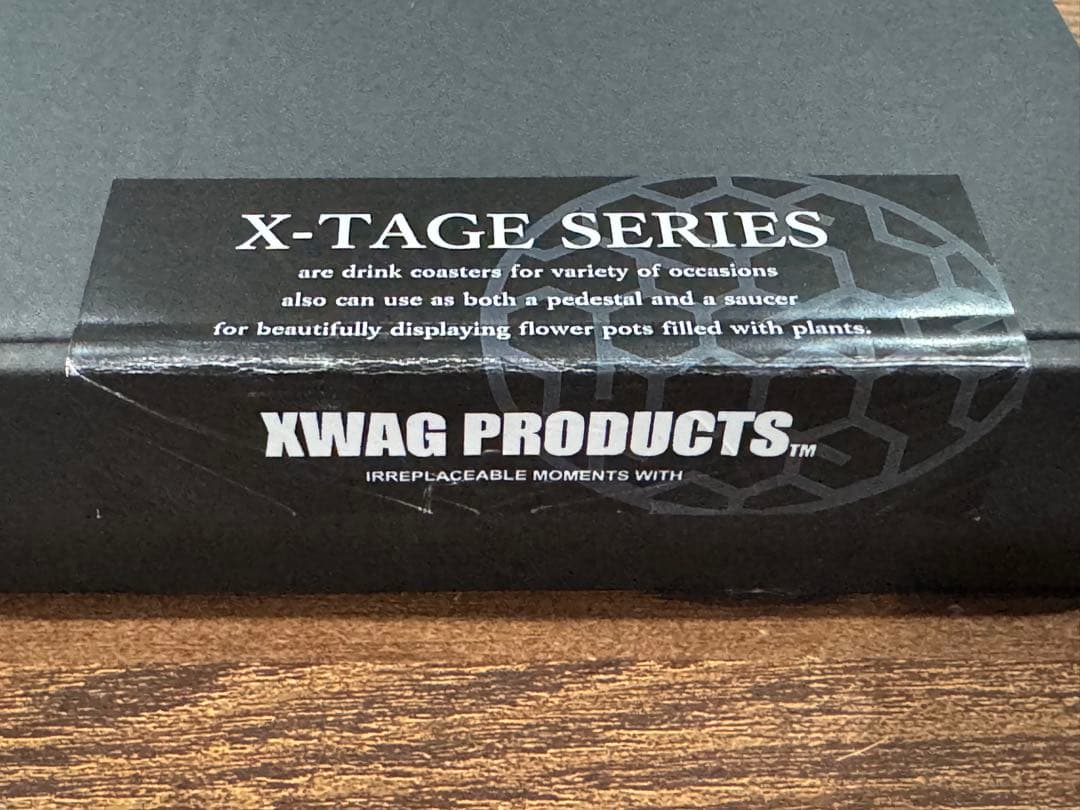 X-TAGE SERIES
are drink coasters for variety of occasions
also can use as both a pedestal and a saucer
for beautifully displaying flower pots filled with plants.
XWAG PRODUCTS™
IRREPLACEABLE MOMENTS WITH